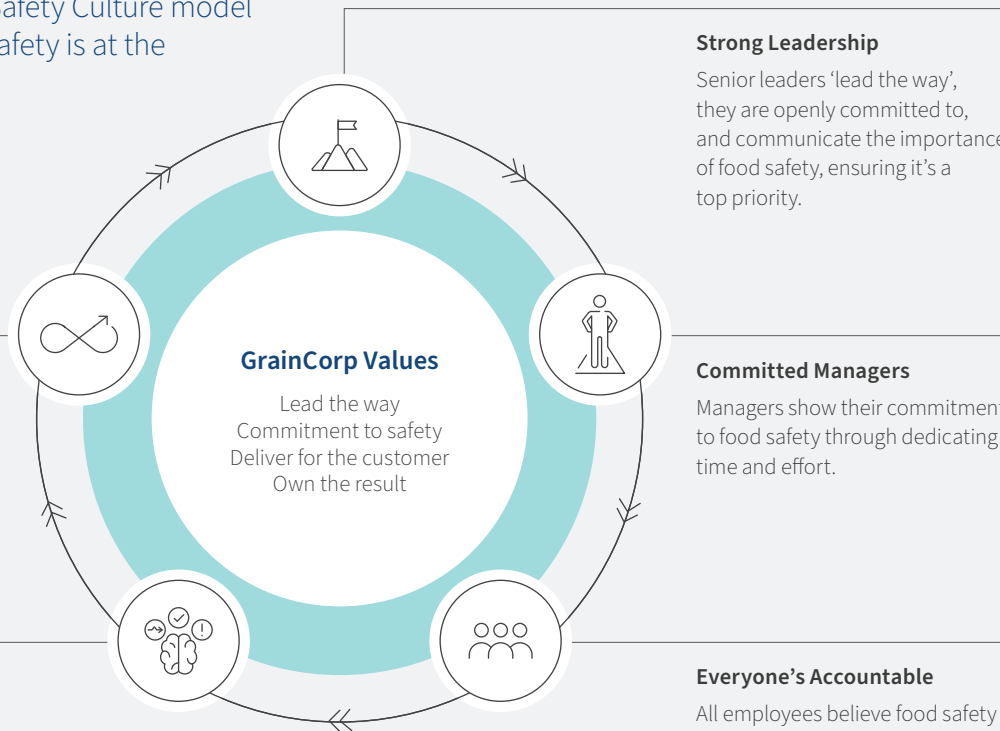 Safety Culture model
safety is at the
Strong Leadership
Senior leaders ‘lead the way’,
they are openly committed to,
and communicate the importance
of food safety, ensuring it’s a
top priority.
GrainCorp Values
Lead the way
Commitment to safety
Deliver for the customer
Own the result
Committed Managers
Managers show their commitment
to food safety through dedicating
time and effort.
Everyone’s Accountable
All employees believe food safety